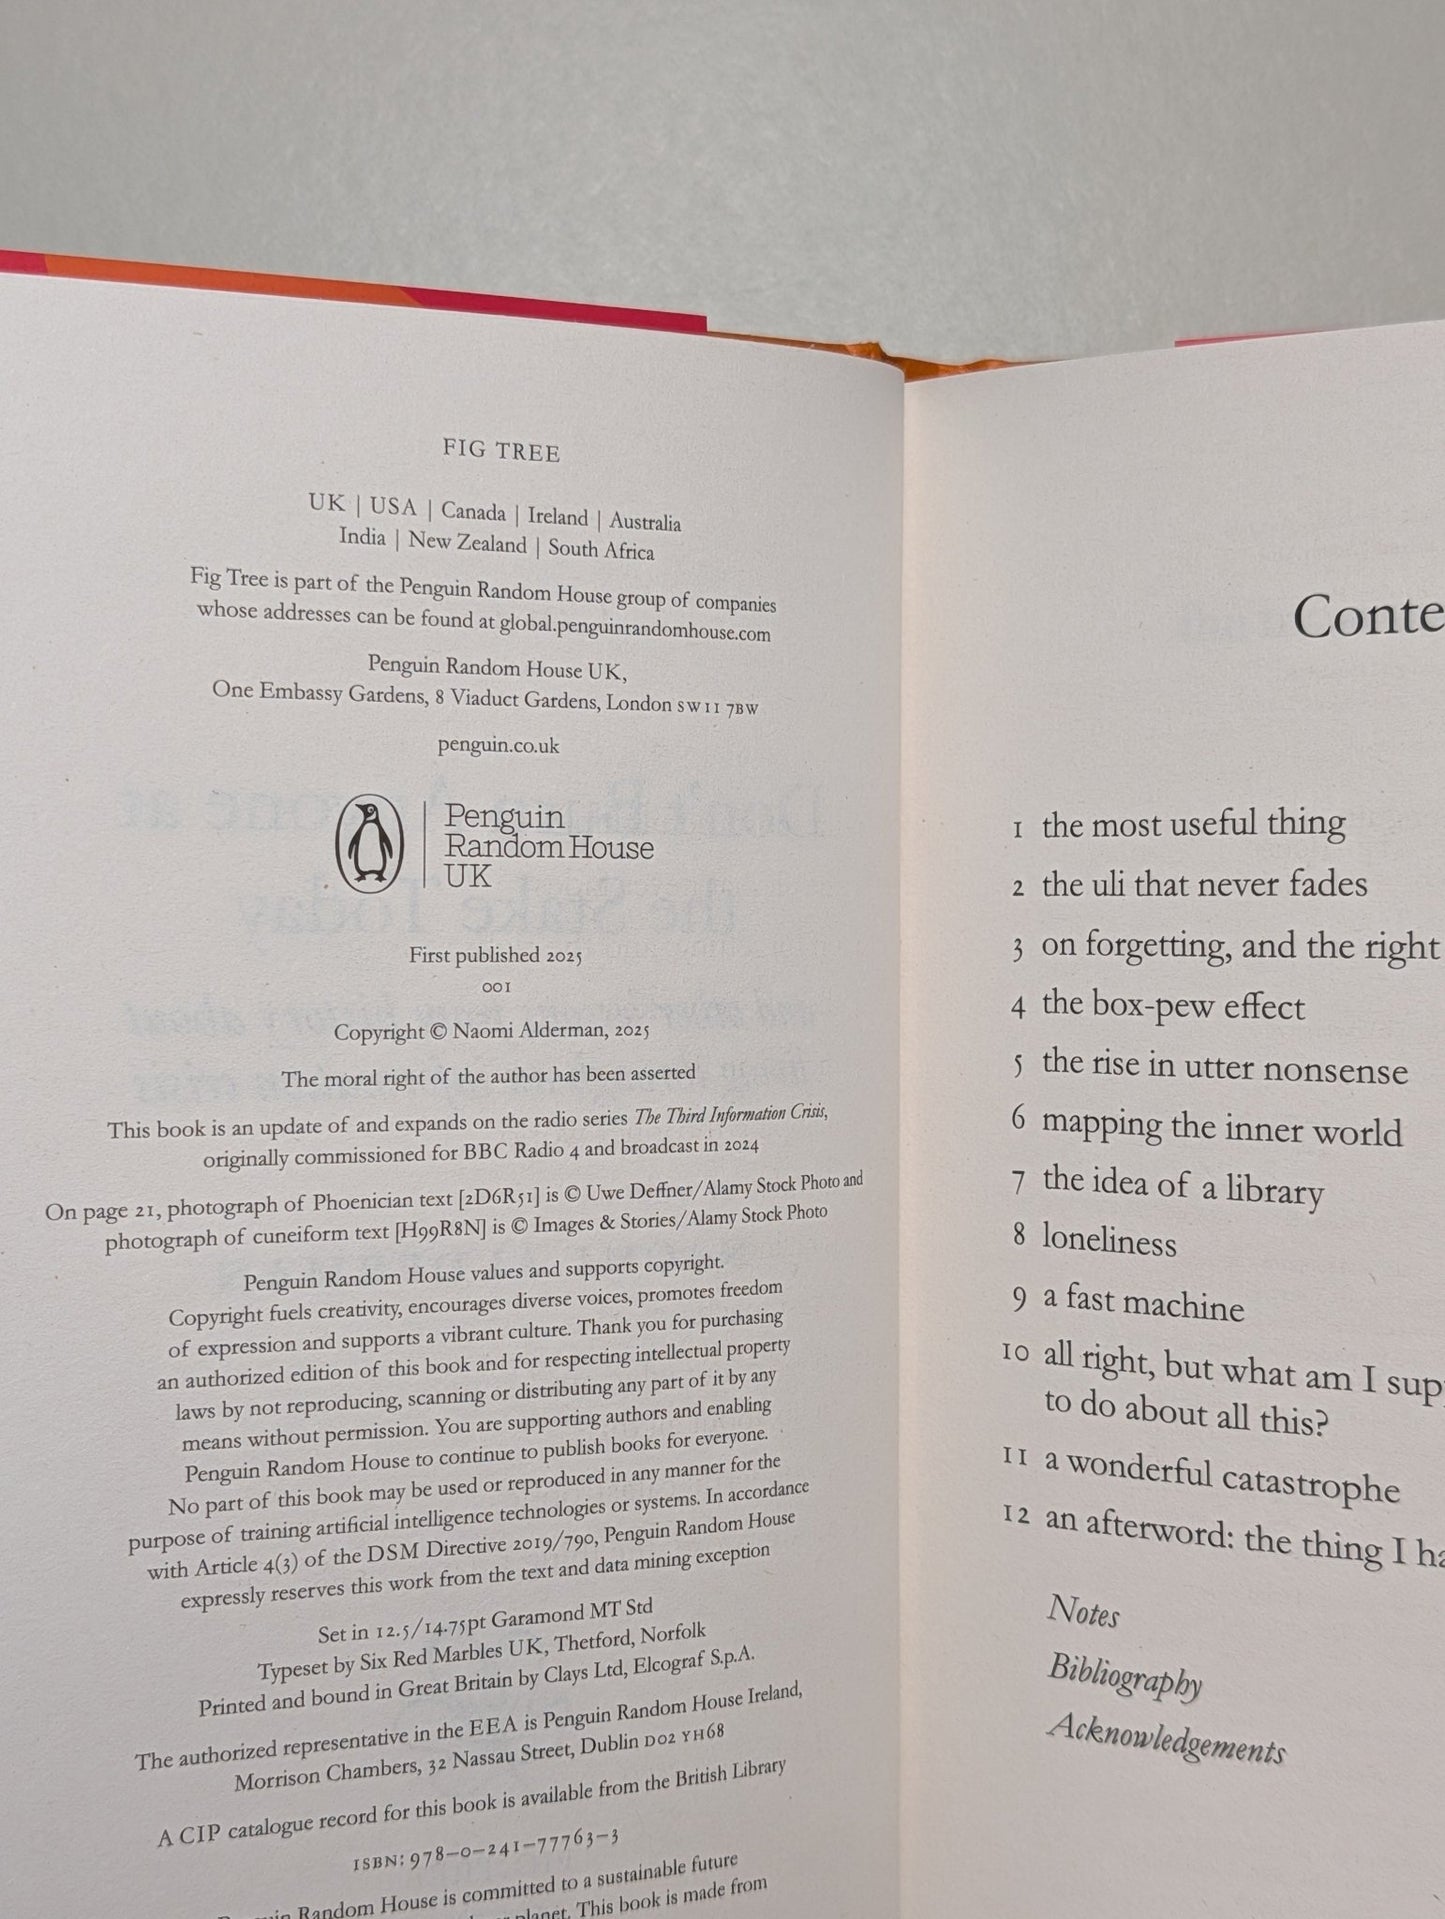 FIG TREE
UK | USA | Canada | Ireland | Australia
India | New Zealand | South Africa
Fig Tree is part of the Penguin Random House group of companies
whose addresses can be found at global.penguinrandomhouse.com
Penguin Random House UK,
One Embassy Gardens, 8 Viaduct Gardens, London SW11 7BW
penguin.co.uk
Penguin
Random House
UK
First published 2025
001
Copyright © Naomi Alderman, 2025
The moral right of the author has been asserted
This book is an update of and expands on the radio series The Third Information Crisis,
originally commissioned for BBC Radio 4 and broadcast in 2024
On page 21, photograph of Phoenician text [2D6R51] is © Uwe Deffner/Alamy Stock Photo and
photograph of cuneiform text [H99R8N] is © Images & Stories/Alamy Stock Photo
Penguin Random House values and supports copyright.
Copyright fuels creativity, encourages diverse voices, promotes freedom
of expression and supports a vibrant culture. Thank you for purchasing
an authorized edition of this book and for respecting intellectual property
laws by not reproducing, scanning or distributing any part of it by any
means without permission. You are supporting authors and enabling
Penguin Random House to continue to publish books for everyone.
No part of this book may be used or reproduced in any manner for the
purpose of training artificial intelligence technologies or systems. In accordance
with Article 4(3) of the DSM Directive 2019/790, Penguin Random House
expressly reserves this work from the text and data mining exception
Set in 12.5/14.75pt Garamond MT Std
Typeset by Six Red Marbles UK, Thetford, Norfolk
Printed and bound in Great Britain by Clays Ltd, Elcograf S.p.A.
The authorized representative in the EEA is Penguin Random House Ireland,
Morrison Chambers, 32 Nassau Street, Dublin D02 YH68
A CIP catalogue record for this book is available from the British Library
ISBN: 978-0-241-77763-3
Random House is committed to a sustainable future
planet. This book is made from
Conte
1 the most useful thing
2 the uli that never fades
3 on forgetting, and the right
4 the box-pew effect
5 the rise in utter nonsense
6 mapping the inner world
7 the idea of a library
8 loneliness
9 a fast machine
10 all right, but what am I sup
to do about all this?
11 a wonderful catastrophe
12 an afterword: the thing I ha
Notes
Bibliography
Acknowledgements